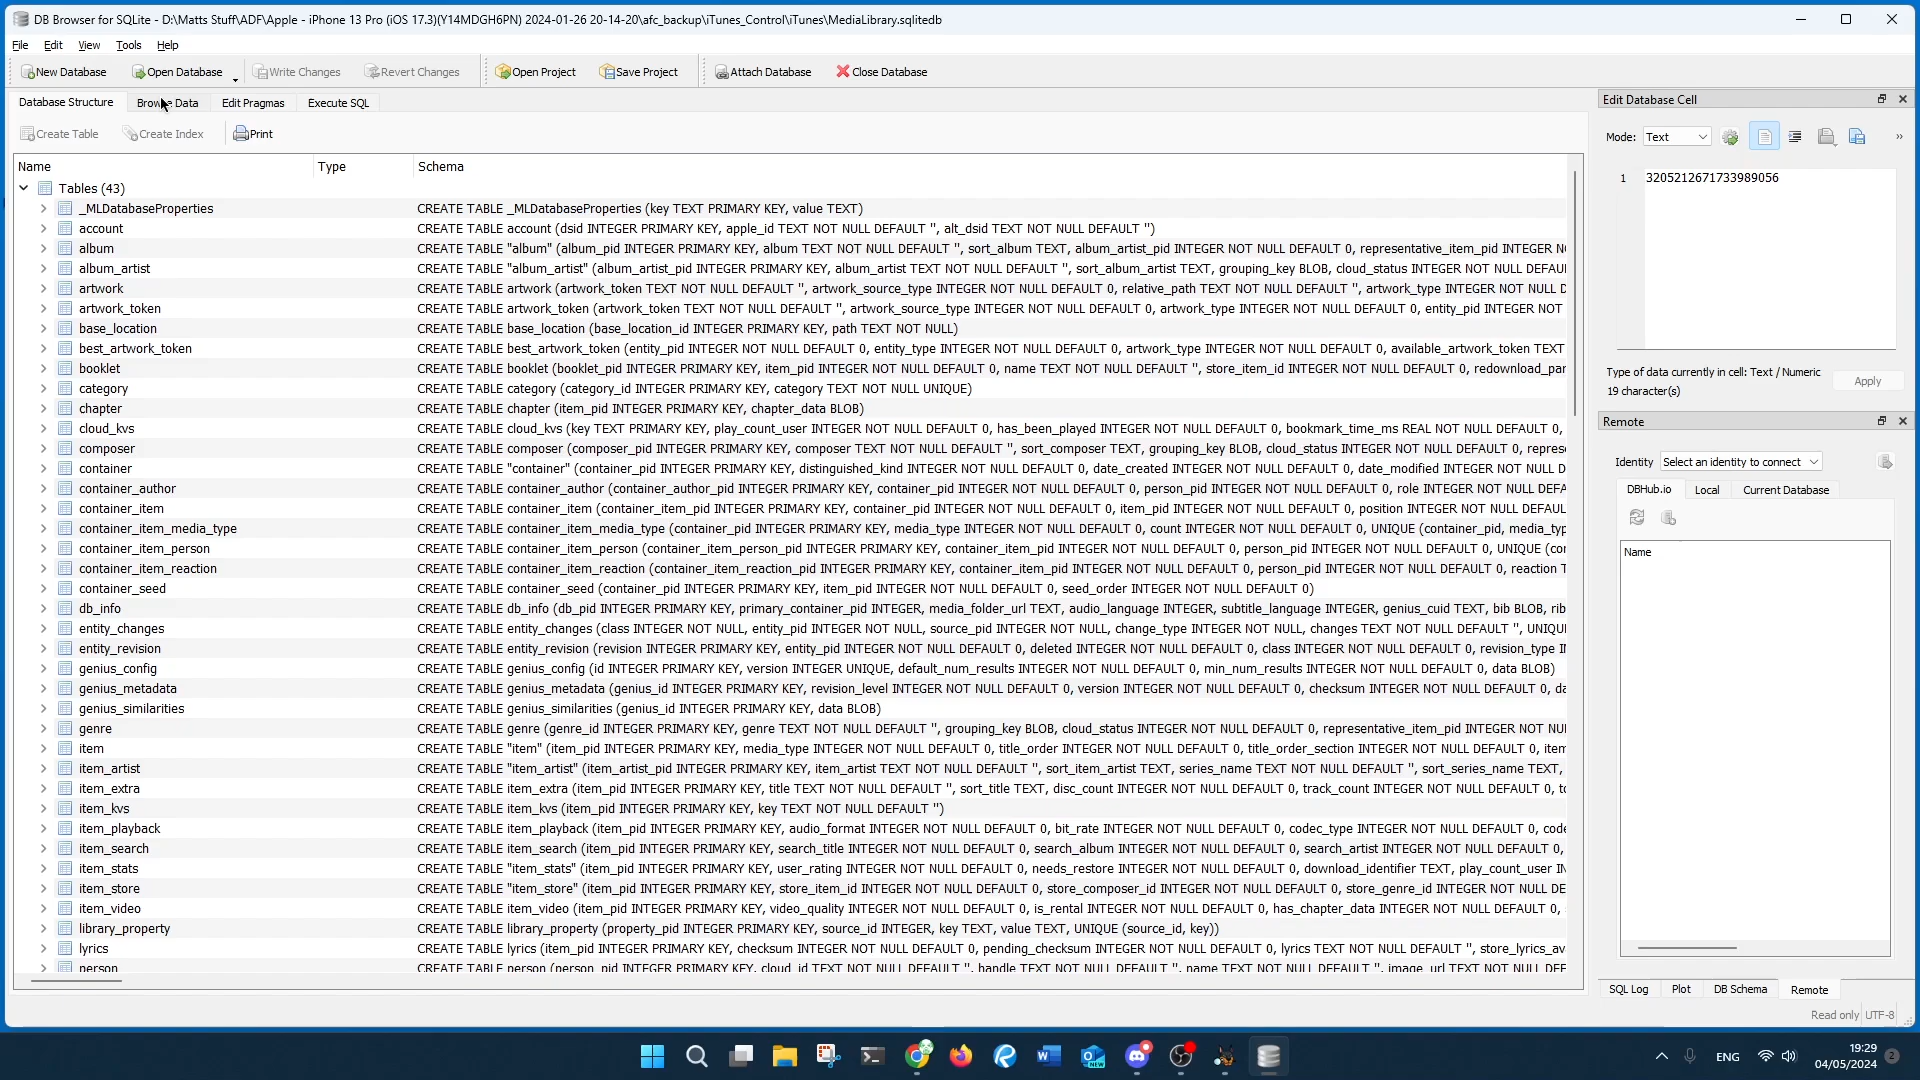 DB Browser for SQLite - D:\Matts Stuff\ADF\Apple - iPhone 13 Pro (iOS 17.3)(Y14MDGH6PN) 2024-01-26 20-14-20\afc_backup\iTunes_Control\iTunes\MediaLibrary.sqlitedb
File Edit View Tools Help
New Database Open Database Write Changes Revert Changes Open Project Save Project Attach Database Close Database
Database Structure Browse Data Edit Pragmas Execute SQL
Create Table Create Index Print
Name Type Schema
Tables (43)
_MLDatabaseProperties CREATE TABLE _MLDatabaseProperties (key TEXT PRIMARY KEY, value TEXT)
account CREATE TABLE account (dsid INTEGER PRIMARY KEY, apple_id TEXT NOT NULL DEFAULT '', alt_dsid TEXT NOT NULL DEFAULT '')
album CREATE TABLE "album" (album_pid INTEGER PRIMARY KEY, album TEXT NOT NULL DEFAULT '', sort_album TEXT, album_artist_pid INTEGER NOT NULL DEFAULT 0, representative_item_pid INTEGER
album_artist CREATE TABLE "album_artist" (album_artist_pid INTEGER PRIMARY KEY, album_artist TEXT NOT NULL DEFAULT '', sort_album_artist TEXT, grouping_key BLOB, cloud_status INTEGER NOT NULL DEFAU
artwork CREATE TABLE artwork (artwork_token TEXT NOT NULL DEFAULT '', artwork_source_type INTEGER NOT NULL DEFAULT 0, relative_path TEXT NOT NULL DEFAULT '', artwork_type INTEGER NOT NULL D
artwork_token CREATE TABLE artwork_token (artwork_token TEXT NOT NULL DEFAULT '', artwork_source_type INTEGER NOT NULL DEFAULT 0, artwork_type INTEGER NOT NULL DEFAULT 0, entity_pid INTEGER NOT
base_location CREATE TABLE base_location (base_location_id INTEGER PRIMARY KEY, path TEXT NOT NULL)
best_artwork_token CREATE TABLE best_artwork_token (entity_pid INTEGER NOT NULL DEFAULT 0, entity_type INTEGER NOT NULL DEFAULT 0, artwork_type INTEGER NOT NULL DEFAULT 0, available_artwork_token TEXT
booklet CREATE TABLE booklet (booklet_pid INTEGER PRIMARY KEY, item_pid INTEGER NOT NULL DEFAULT 0, name TEXT NOT NULL DEFAULT '', store_item_id INTEGER NOT NULL DEFAULT 0, redownload_par
category CREATE TABLE category (category_id INTEGER PRIMARY KEY, category TEXT NOT NULL UNIQUE)
chapter CREATE TABLE chapter (item_pid INTEGER PRIMARY KEY, chapter_data BLOB)
cloud_kvs CREATE TABLE cloud_kvs (key TEXT PRIMARY KEY, play_count_user INTEGER NOT NULL DEFAULT 0, has_been_played INTEGER NOT NULL DEFAULT 0, bookmark_time_ms REAL NOT NULL DEFAULT 0,
composer CREATE TABLE composer (composer_pid INTEGER PRIMARY KEY, composer TEXT NOT NULL DEFAULT '', sort_composer TEXT, grouping_key BLOB, cloud_status INTEGER NOT NULL DEFAULT 0, repres
container CREATE TABLE "container" (container_pid INTEGER PRIMARY KEY, distinguished_kind INTEGER NOT NULL DEFAULT 0, date_created INTEGER NOT NULL DEFAULT 0, date_modified INTEGER NOT NULL D
container_author CREATE TABLE container_author (container_author_pid INTEGER PRIMARY KEY, container_pid INTEGER NOT NULL DEFAULT 0, person_pid INTEGER NOT NULL DEFAULT 0, role INTEGER NOT NULL DEFA
container_item CREATE TABLE container_item (container_item_pid INTEGER PRIMARY KEY, container_pid INTEGER NOT NULL DEFAULT 0, item_pid INTEGER NOT NULL DEFAULT 0, position INTEGER NOT NULL DEFAUL
container_item_media_type CREATE TABLE container_item_media_type (container_pid INTEGER PRIMARY KEY, media_type INTEGER NOT NULL DEFAULT 0, count INTEGER NOT NULL DEFAULT 0, UNIQUE (container_pid, media_typ
container_item_person CREATE TABLE container_item_person (container_item_person_pid INTEGER PRIMARY KEY, container_item_pid INTEGER NOT NULL DEFAULT 0, person_pid INTEGER NOT NULL DEFAULT 0, UNIQUE (cor
container_item_reaction CREATE TABLE container_item_reaction (container_item_reaction_pid INTEGER PRIMARY KEY, container_item_pid INTEGER NOT NULL DEFAULT 0, person_pid INTEGER NOT NULL DEFAULT 0, reaction T
container_seed CREATE TABLE container_seed (container_pid INTEGER PRIMARY KEY, item_pid INTEGER NOT NULL DEFAULT 0, seed_order INTEGER NOT NULL DEFAULT 0)
db_info CREATE TABLE db_info (db_pid INTEGER PRIMARY KEY, primary_container_pid INTEGER, media_folder_url TEXT, audio_language INTEGER, subtitle_language INTEGER, genius_cuid TEXT, bib BLOB, rib
entity_changes CREATE TABLE entity_changes (class INTEGER NOT NULL, entity_pid INTEGER NOT NULL, source_pid INTEGER NOT NULL, change_type INTEGER NOT NULL, changes TEXT NOT NULL DEFAULT '', UNIQU
entity_revision CREATE TABLE entity_revision (revision INTEGER PRIMARY KEY, entity_pid INTEGER NOT NULL DEFAULT 0, deleted INTEGER NOT NULL DEFAULT 0, class INTEGER NOT NULL DEFAULT 0, revision_type
genius_config CREATE TABLE genius_config (id INTEGER PRIMARY KEY, version INTEGER UNIQUE, default_num_results INTEGER NOT NULL DEFAULT 0, min_num_results INTEGER NOT NULL DEFAULT 0, data BLOB)
genius_metadata CREATE TABLE genius_metadata (genius_id INTEGER PRIMARY KEY, revision_level INTEGER NOT NULL DEFAULT 0, version INTEGER NOT NULL DEFAULT 0, checksum INTEGER NOT NULL DEFAULT 0, da
genius_similarities CREATE TABLE genius_similarities (genius_id INTEGER PRIMARY KEY, data BLOB)
genre CREATE TABLE genre (genre_id INTEGER PRIMARY KEY, genre TEXT NOT NULL DEFAULT '', grouping_key BLOB, cloud_status INTEGER NOT NULL DEFAULT 0, representative_item_pid INTEGER NOT NUL
item CREATE TABLE "item" (item_pid INTEGER PRIMARY KEY, media_type INTEGER NOT NULL DEFAULT 0, title_order INTEGER NOT NULL DEFAULT 0, title_order_section INTEGER NOT NULL DEFAULT 0, item
item_artist CREATE TABLE "item_artist" (item_artist_pid INTEGER PRIMARY KEY, item_artist TEXT NOT NULL DEFAULT '', sort_item_artist TEXT, series_name TEXT NOT NULL DEFAULT '', sort_series_name TEXT,
item_extra CREATE TABLE item_extra (item_pid INTEGER PRIMARY KEY, title TEXT NOT NULL DEFAULT '', sort_title TEXT, disc_count INTEGER NOT NULL DEFAULT 0, track_count INTEGER NOT NULL DEFAULT 0, to
item_kvs CREATE TABLE item_kvs (item_pid INTEGER PRIMARY KEY, key TEXT NOT NULL DEFAULT '')
item_playback CREATE TABLE item_playback (item_pid INTEGER PRIMARY KEY, audio_format INTEGER NOT NULL DEFAULT 0, bit_rate INTEGER NOT NULL DEFAULT 0, codec_type INTEGER NOT NULL DEFAULT 0, code
item_search CREATE TABLE item_search (item_pid INTEGER PRIMARY KEY, search_title INTEGER NOT NULL DEFAULT 0, search_album INTEGER NOT NULL DEFAULT 0, search_artist INTEGER NOT NULL DEFAULT 0,
item_stats CREATE TABLE "item_stats" (item_pid INTEGER PRIMARY KEY, user_rating INTEGER NOT NULL DEFAULT 0, needs_restore INTEGER NOT NULL DEFAULT 0, download_identifier TEXT, play_count_user IN
item_store CREATE TABLE "item_store" (item_pid INTEGER PRIMARY KEY, store_item_id INTEGER NOT NULL DEFAULT 0, store_composer_id INTEGER NOT NULL DEFAULT 0, store_genre_id INTEGER NOT NULL DE
item_video CREATE TABLE item_video (item_pid INTEGER PRIMARY KEY, video_quality INTEGER NOT NULL DEFAULT 0, is_rental INTEGER NOT NULL DEFAULT 0, has_chapter_data INTEGER NOT NULL DEFAULT 0,
library_property CREATE TABLE library_property (property_pid INTEGER PRIMARY KEY, source_id INTEGER, key TEXT, value TEXT, UNIQUE (source_id, key))
lyrics CREATE TABLE lyrics (item_pid INTEGER PRIMARY KEY, checksum INTEGER NOT NULL DEFAULT 0, pending_checksum INTEGER NOT NULL DEFAULT 0, lyrics TEXT NOT NULL DEFAULT '', store_lyrics_av
person CREATE TABLE person (person_pid INTEGER PRIMARY KEY, cloud_id TEXT NOT NULL DEFAULT '', handle TEXT NOT NULL DEFAULT '', name TEXT NOT NULL DEFAULT '', image_url TEXT NOT NULL DEF
Edit Database Cell
Mode: Text
1 3205212671733989056
Type of data currently in cell: Text / Numeric
19 character(s)
Apply
Remote
Identity Select an identity to connect
DBHub.io Local Current Database
Name
SQL Log Plot DB Schema Remote
Read only UTF-8
ENG 19:29
04/05/2024 2